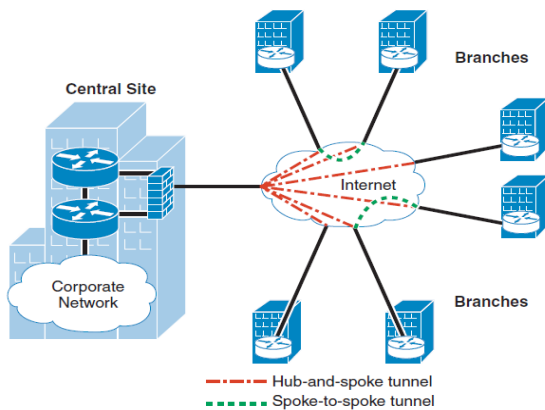 Branches
Central Site
Internet
Corporate
Network
Branches
Hub-and-spoke tunnel
Spoke-to-spoke tunnel